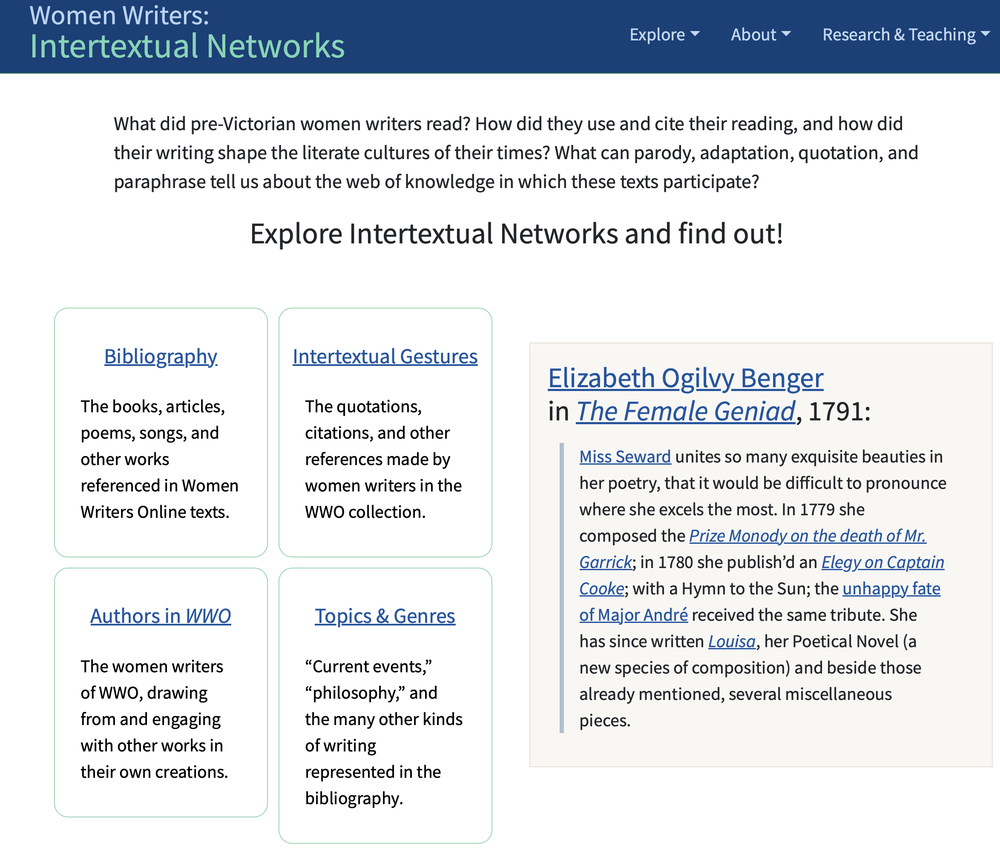 Women Writers:
Intertextual Networks
Explore
About
Research & Teaching
What did pre-Victorian women writers read? How did they use and cite their reading, and how did
their writing shape the literate cultures of their times? What can parody, adaptation, quotation, and
paraphrase tell us about the web of knowledge in which these texts participate?
Explore Intertextual Networks and find out!
Bibliography
The books, articles,
poems, songs, and
other works
referenced in Women
Writers Online texts.
Intertextual Gestures
The quotations,
citations, and other
references made by
women writers in the
WWO collection.
Authors in WWO
The women writers
of WWO, drawing
from and engaging
with other works in
their own creations.
Topics & Genres
“Current events,”
“philosophy,” and
the many other kinds
of writing
represented in the
bibliography.
Elizabeth Ogilvy Benger
in The Female Geniad, 1791:
Miss Seward unites so many exquisite beauties in
her poetry, that it would be difficult to pronounce
where she excels the most. In 1779 she
composed the Prize Monody on the death of Mr.
Garrick; in 1780 she publish’d an Elegy on Captain
Cooke; with a Hymn to the Sun; the unhappy fate
of Major André received the same tribute. She
has since written Louisa, her Poetical Novel (a
new species of composition) and beside those
already mentioned, several miscellaneous
pieces.